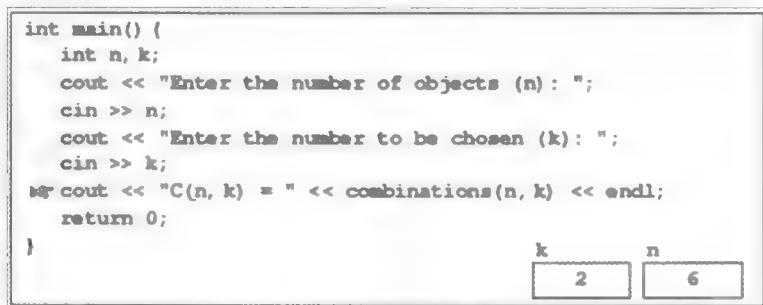 int main() {
   int n, k;
   cout << "Enter the number of objects (n): ";
   cin >> n;
   cout << "Enter the number to be chosen (k): ";
   cin >> k;
☞ cout << "C(n, k) = " << combinations(n, k) << endl;
   return 0;
}
k n
2 6